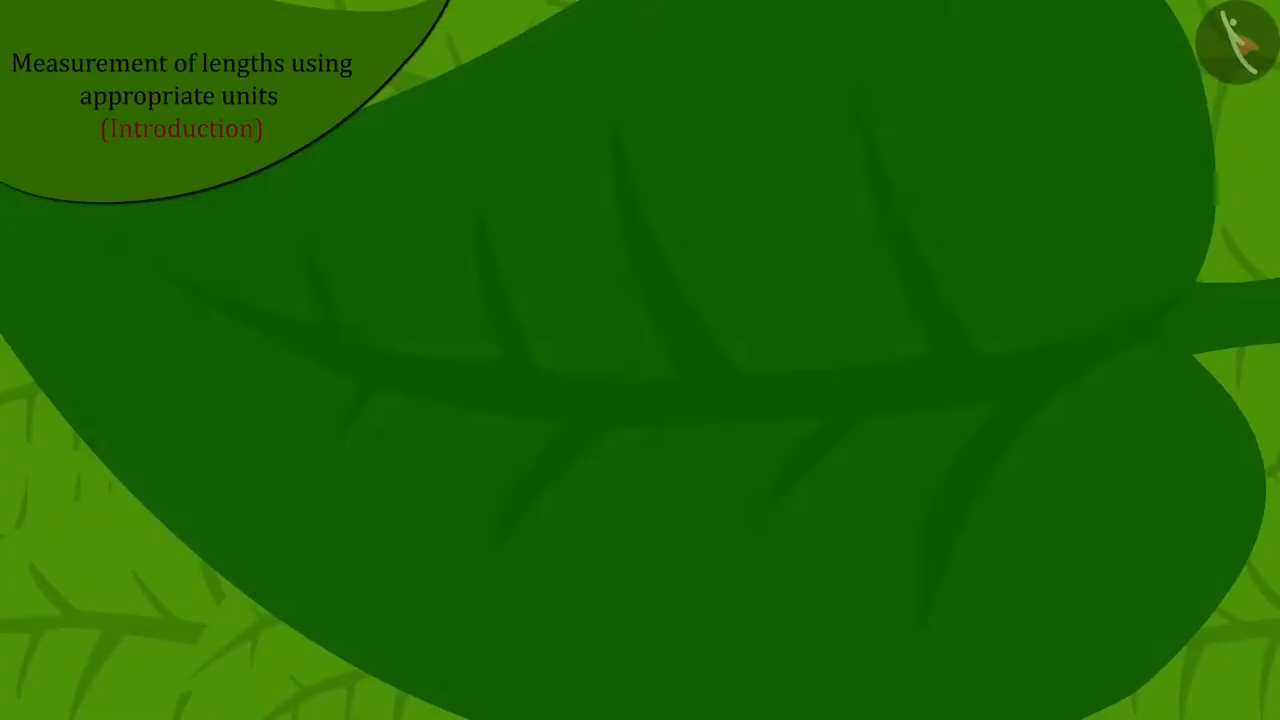 Measurement of lengths using
appropriate units
(Introduction)